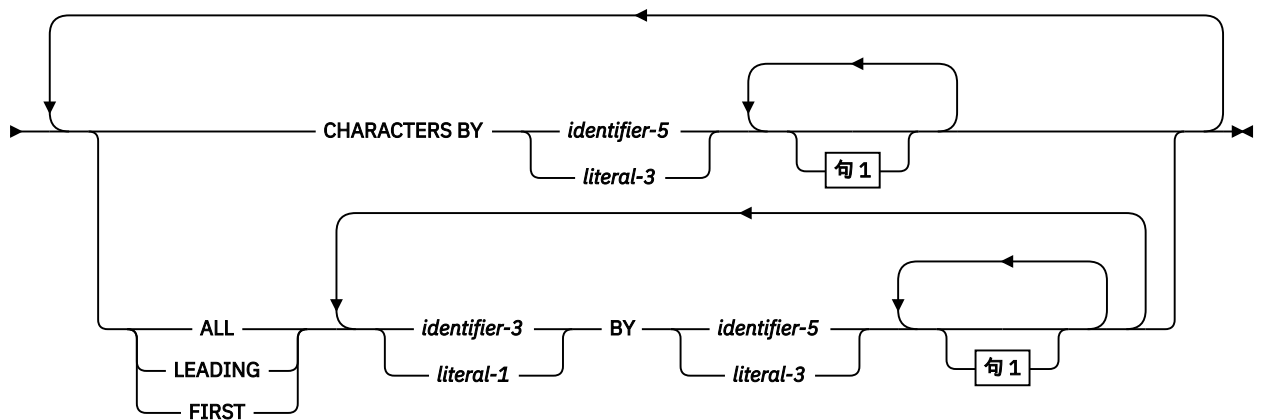 CHARACTERS BY identifier-5
literal-3
句 1
ALL identifier-3 BY identifier-5
LEADING literal-1 literal-3
句 1
FIRST